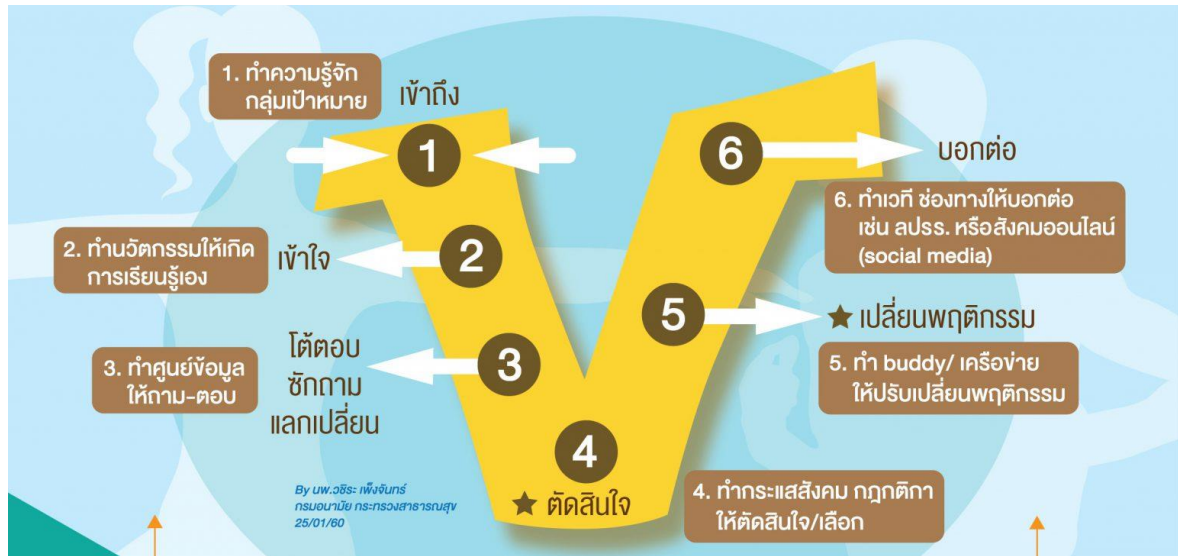 1. ทำความรู้จัก
กลุ่มเป้าหมาย
เข้าถึง
1
2. ทำนวัตกรรมให้เกิด
การเรียนรู้เอง
เข้าใจ
2
3. ทำศูนย์ข้อมูล
ให้ถาม-ตอบ
โต้ตอบ
ซักถาม
แลกเปลี่ยน
3
4
★ ตัดสินใจ
4. ทำกระแสสังคม กฎกติกา
ให้ตัดสินใจ/เลือก
5
★ เปลี่ยนพฤติกรรม
5. ทำ buddy/ เครือข่าย
ให้ปรับเปลี่ยนพฤติกรรม
6
บอกต่อ
6. ทำเวที ช่องทางให้บอกต่อ
เช่น ลปรร. หรือสังคมออนไลน์
(social media)
By นพ.วชิระ เพ็งจันทร์
กรมอนามัย กระทรวงสาธารณสุข
25/01/60